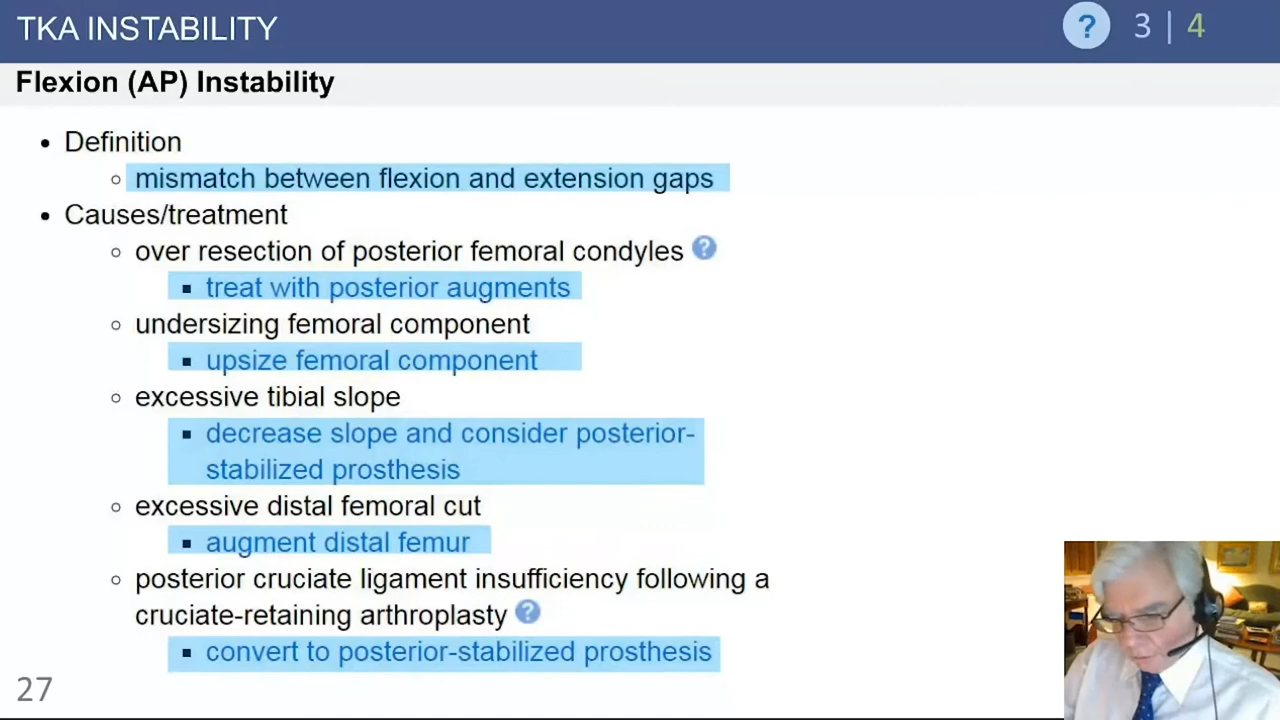 TKA INSTABILITY
? 3 | 4
Flexion (AP) Instability
• Definition
○ mismatch between flexion and extension gaps
• Causes/treatment
○ over resection of posterior femoral condyles ?
▪ treat with posterior augments
○ undersizing femoral component
▪ upsize femoral component
○ excessive tibial slope
▪ decrease slope and consider posterior-
stabilized prosthesis
○ excessive distal femoral cut
▪ augment distal femur
○ posterior cruciate ligament insufficiency following a
cruciate-retaining arthroplasty ?
▪ convert to posterior-stabilized prosthesis
27